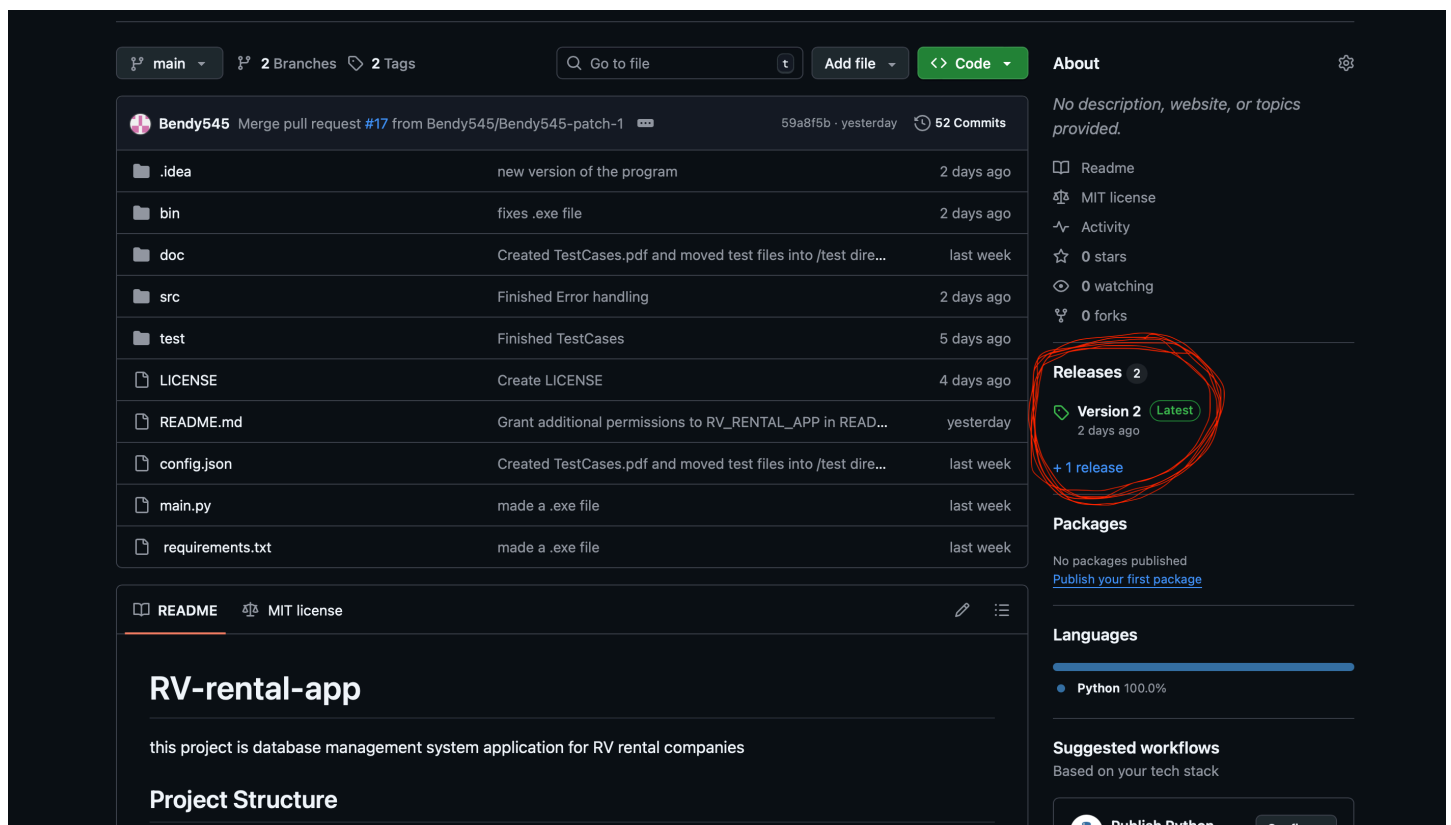 main
2 Branches
2 Tags
Go to file
t
Add file
Code
Bendy545 Merge pull request #17 from Bendy545/Bendy545-patch-1
59a8f5b · yesterday
52 Commits
.idea new version of the program 2 days ago
bin fixes .exe file 2 days ago
doc Created TestCases.pdf and moved test files into /test dire... last week
src Finished Error handling 2 days ago
test Finished TestCases 5 days ago
LICENSE Create LICENSE 4 days ago
README.md Grant additional permissions to RV_RENTAL_APP in READ... yesterday
config.json Created TestCases.pdf and moved test files into /test dire... last week
main.py made a .exe file last week
requirements.txt made a .exe file last week
README
MIT license
RV-rental-app
this project is database management system application for RV rental companies
Project Structure
About
No description, website, or topics
provided.
Readme
MIT license
Activity
0 stars
0 watching
0 forks
Releases 2
Version 2 Latest
2 days ago
+ 1 release
Packages
No packages published
Publish your first package
Languages
Python 100.0%
Suggested workflows
Based on your tech stack
Publish Python